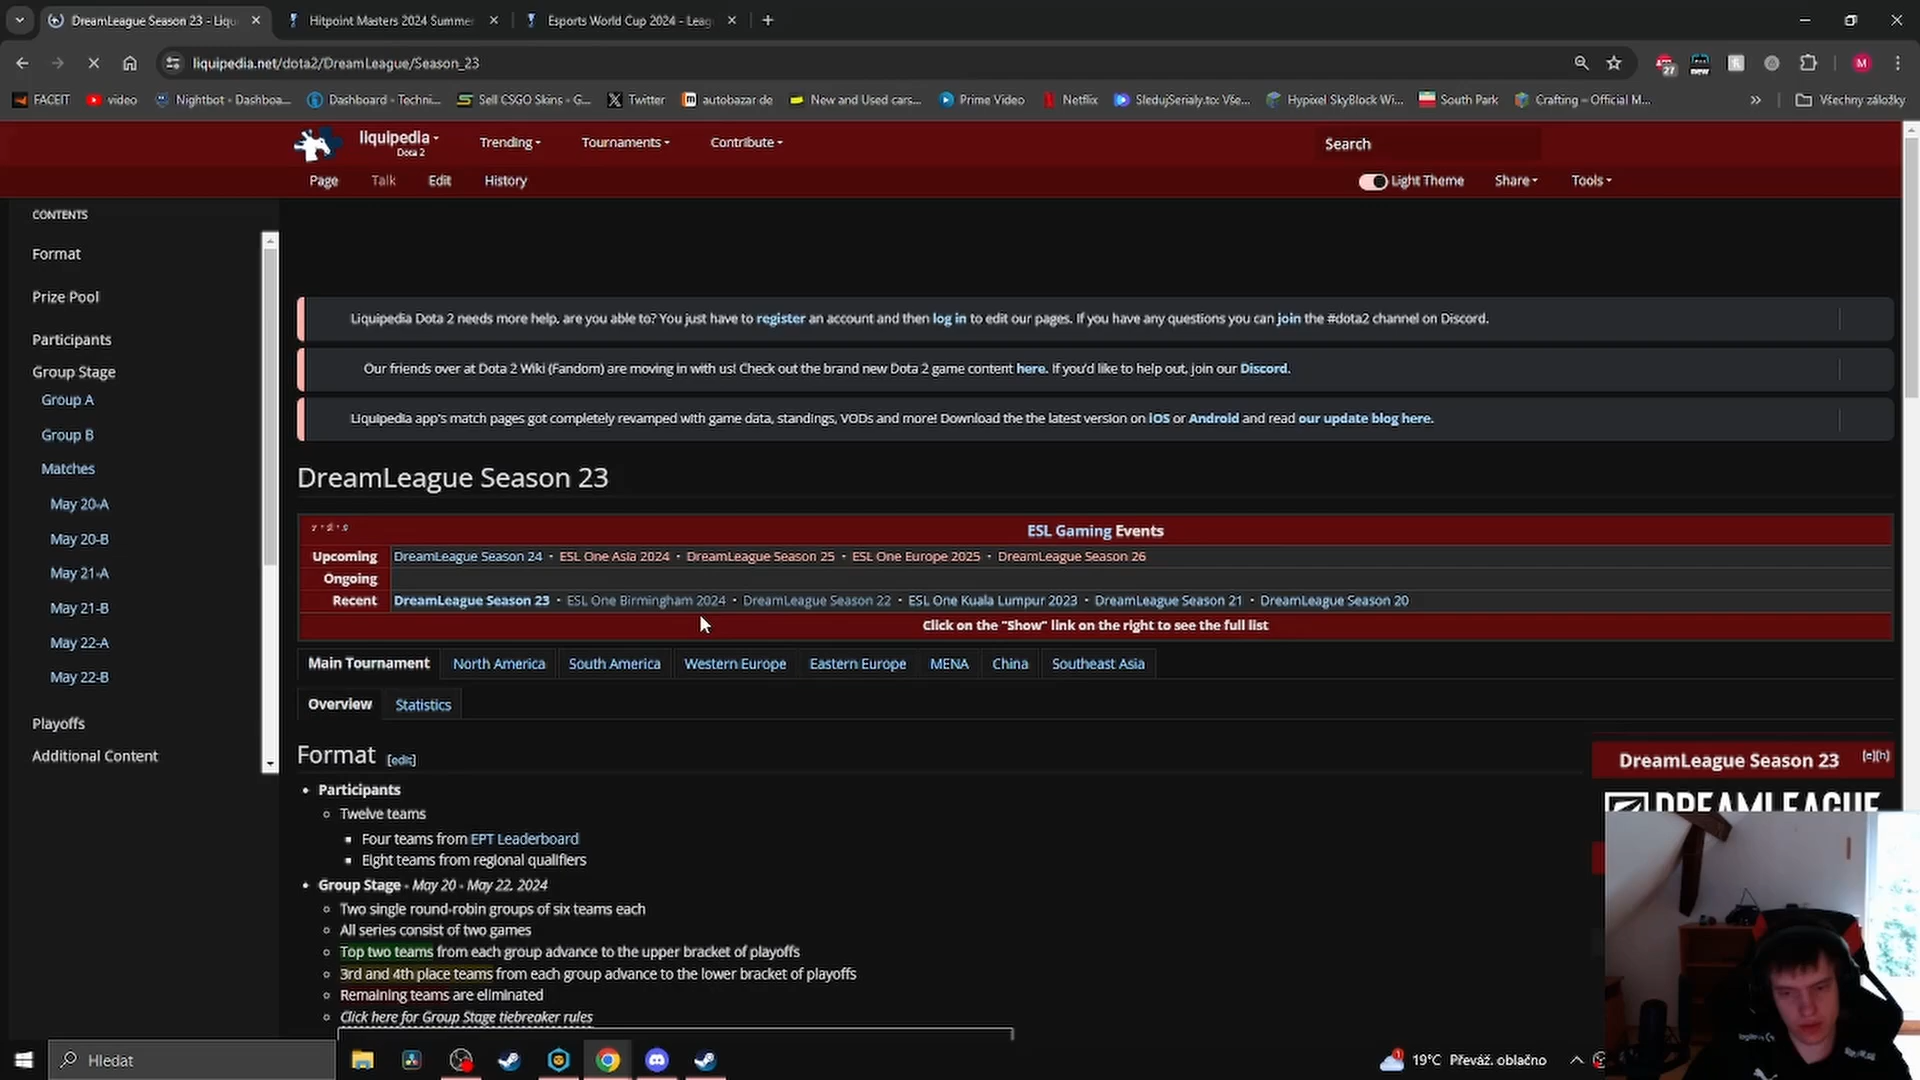 DreamLeague Season 23 - Liqu
Hitpoint Masters 2024 Summer
Esports World Cup 2024 - Leag
liquipedia.net/dota2/DreamLeague/Season_23
27
new
M
FACEIT
video
Nightbot - Dashboa...
Dashboard - Techni...
Sell CSGO Skins - G...
Twitter
autobazar de
New and Used cars...
Prime Video
Netflix
SledujSerialy.to: Vše...
Hypixel SkyBlock Wi...
South Park
Crafting – Official M...
Všechny záložky
liquipedia
Dota 2
Trending
Tournaments
Contribute
Search
Page
Talk
Edit
History
Light Theme
Share
Tools
CONTENTS
Format
Prize Pool
Participants
Group Stage
Group A
Group B
Matches
May 20-A
May 20-B
May 21-A
May 21-B
May 22-A
May 22-B
Playoffs
Additional Content
Liquipedia Dota 2 needs more help, are you able to? You just have to register an account and then log in to edit our pages. If you have any questions you can join the #dota2 channel on Discord.
Our friends over at Dota 2 Wiki (Fandom) are moving in with us! Check out the brand new Dota 2 game content here. If you'd like to help out, join our Discord.
Liquipedia app's match pages got completely revamped with game data, standings, VODs and more! Download the the latest version on iOS or Android and read our update blog here.
DreamLeague Season 23
ESL Gaming Events
Upcoming DreamLeague Season 24 • ESL One Asia 2024 • DreamLeague Season 25 • ESL One Europe 2025 • DreamLeague Season 26
Ongoing
Recent DreamLeague Season 23 • ESL One Birmingham 2024 • DreamLeague Season 22 • ESL One Kuala Lumpur 2023 • DreamLeague Season 21 • DreamLeague Season 20
Click on the "Show" link on the right to see the full list
Main Tournament
North America
South America
Western Europe
Eastern Europe
MENA
China
Southeast Asia
Overview
Statistics
Format [edit]
Participants
Twelve teams
Four teams from EPT Leaderboard
Eight teams from regional qualifiers
Group Stage - May 20 - May 22, 2024
Two single round-robin groups of six teams each
All series consist of two games
Top two teams from each group advance to the upper bracket of playoffs
3rd and 4th place teams from each group advance to the lower bracket of playoffs
Remaining teams are eliminated
Click here for Group Stage tiebreaker rules
DreamLeague Season 23 [e][h]
DREAMLEAGUE
Hledat
1
19°C Převáž. oblačno